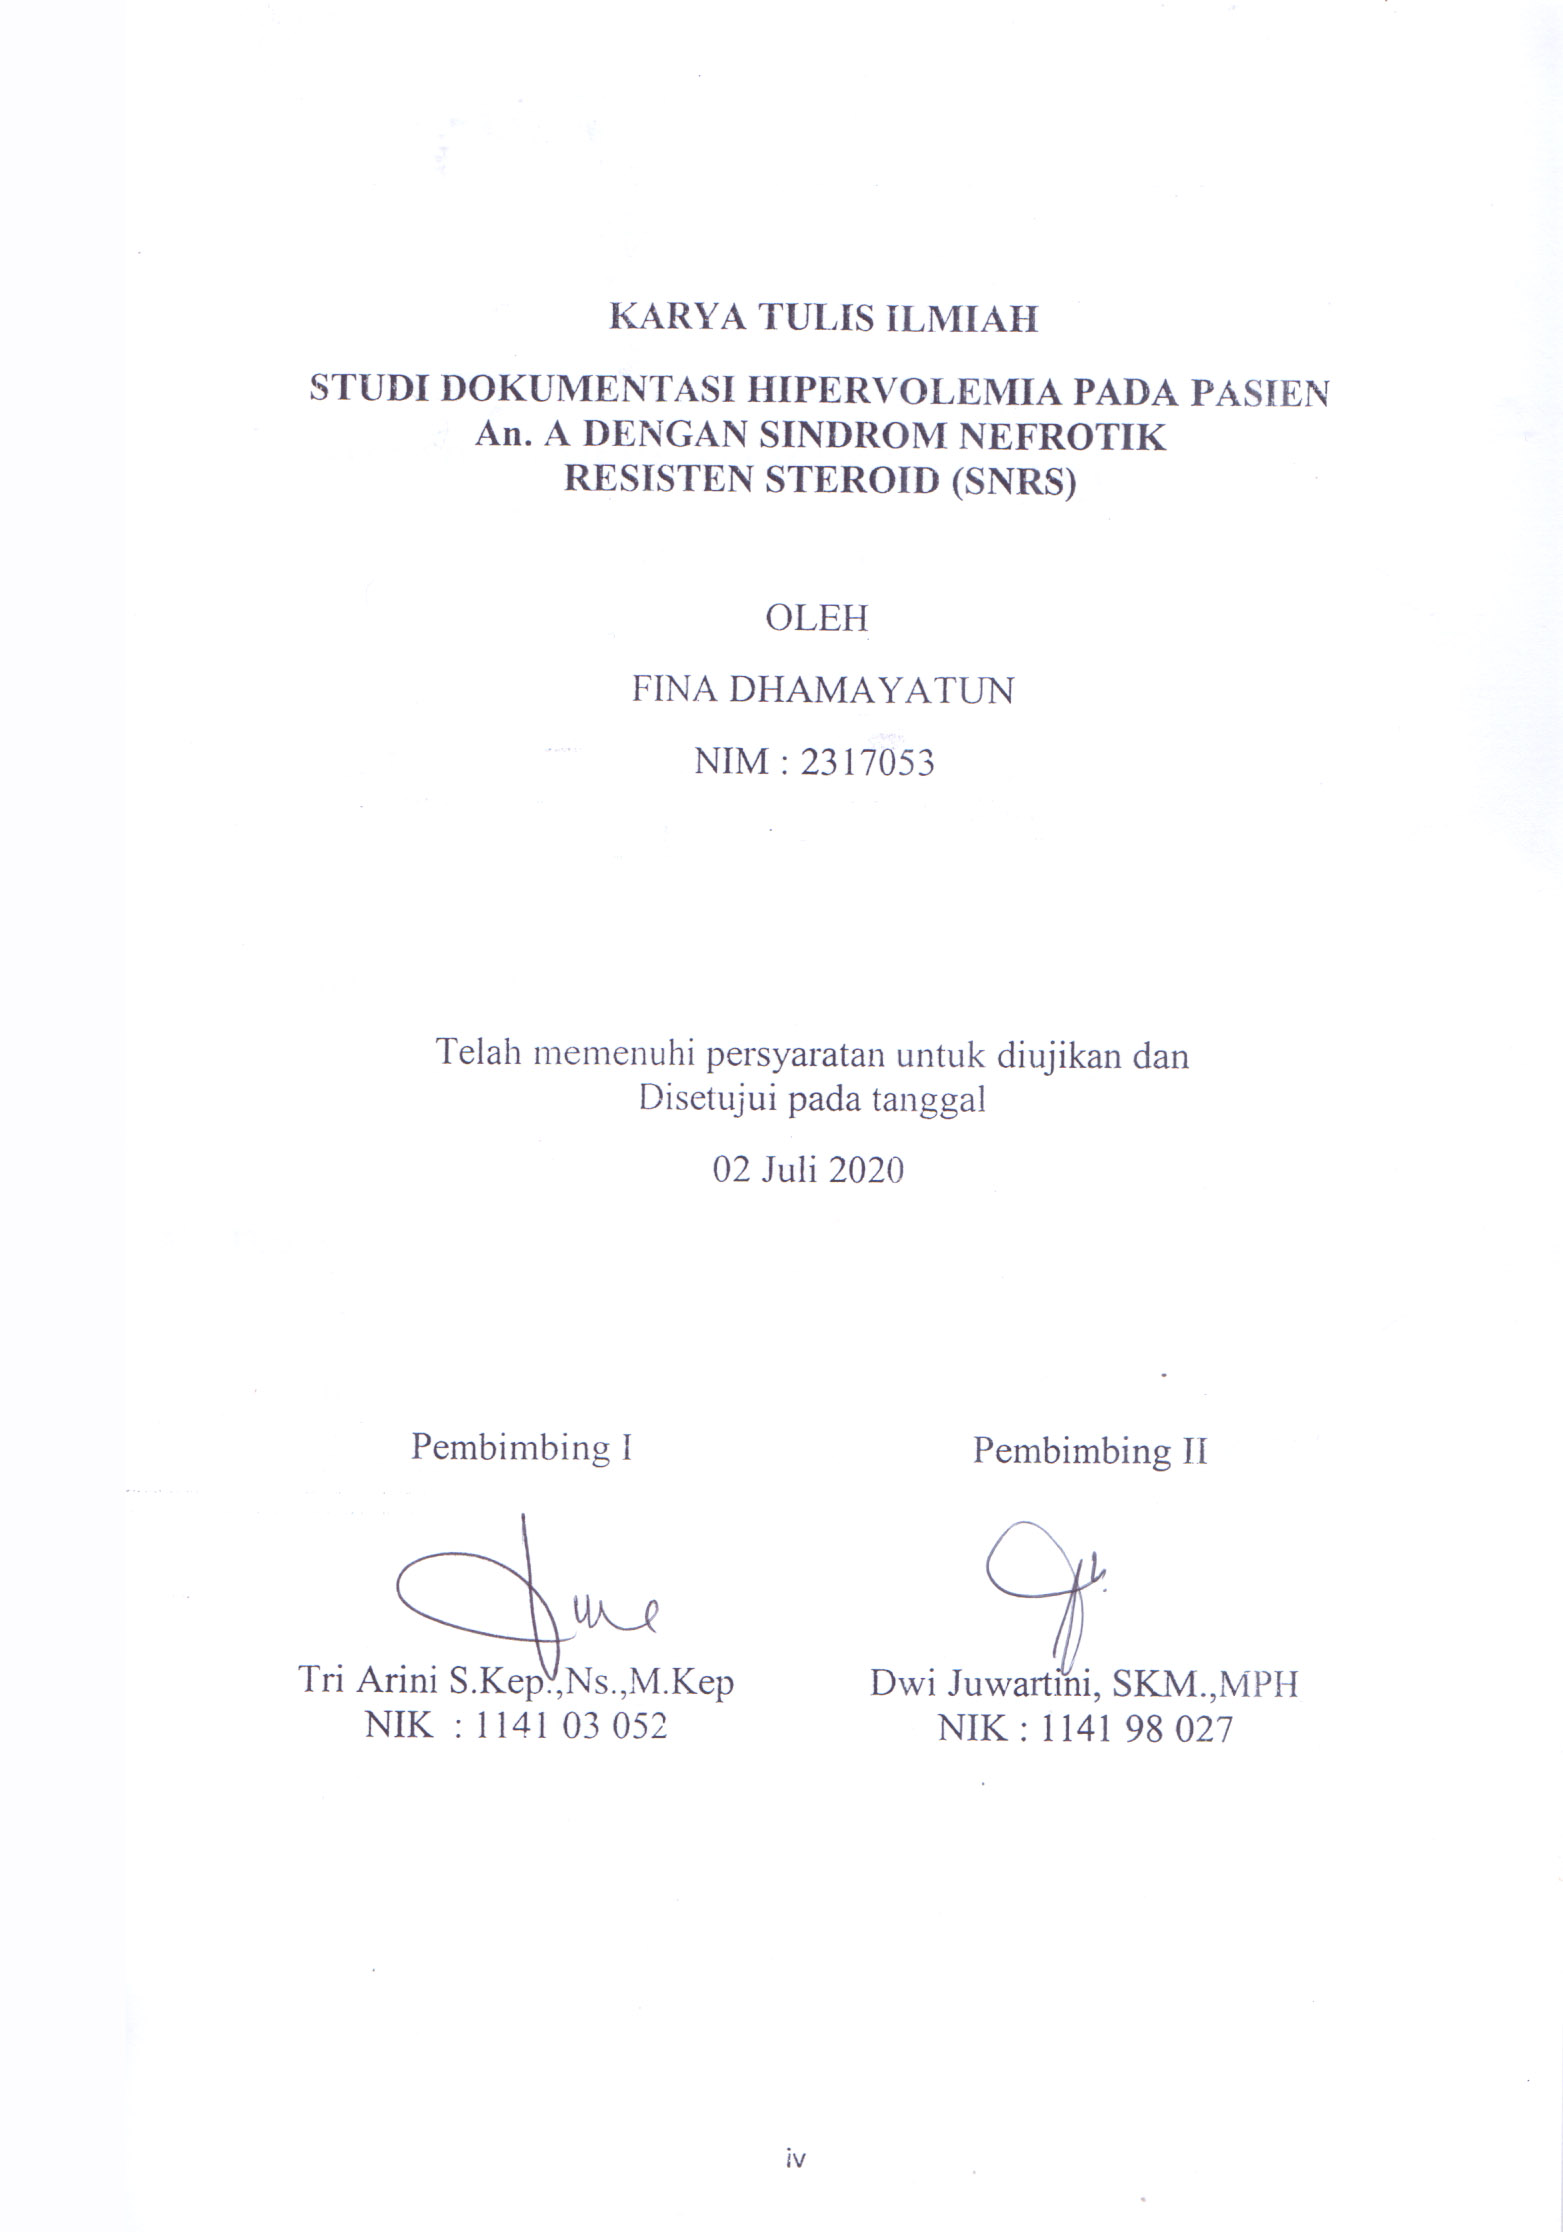 KARYA TULIS ILMIAH
STUDI DOKUMENTASI HIPERVOLEMIA PADA PASIEN
An. A DENGAN SINDROM NEFROTIK
RESISTEN STEROID (SNRS)
OLEH
FINA DHAMAYATUN
NIM : 2317053
Telah memenuhi persyaratan untuk diujikan dan
Disetujui pada tanggal
02 Juli 2020
Pembimbing I
Pembimbing II
Tri Arini S.Kep.,Ns.,M.Kep
Dwi Juwartini, SKM.,MPH
NIK : 1141 03 052
NIK : 1141 98 027
iv